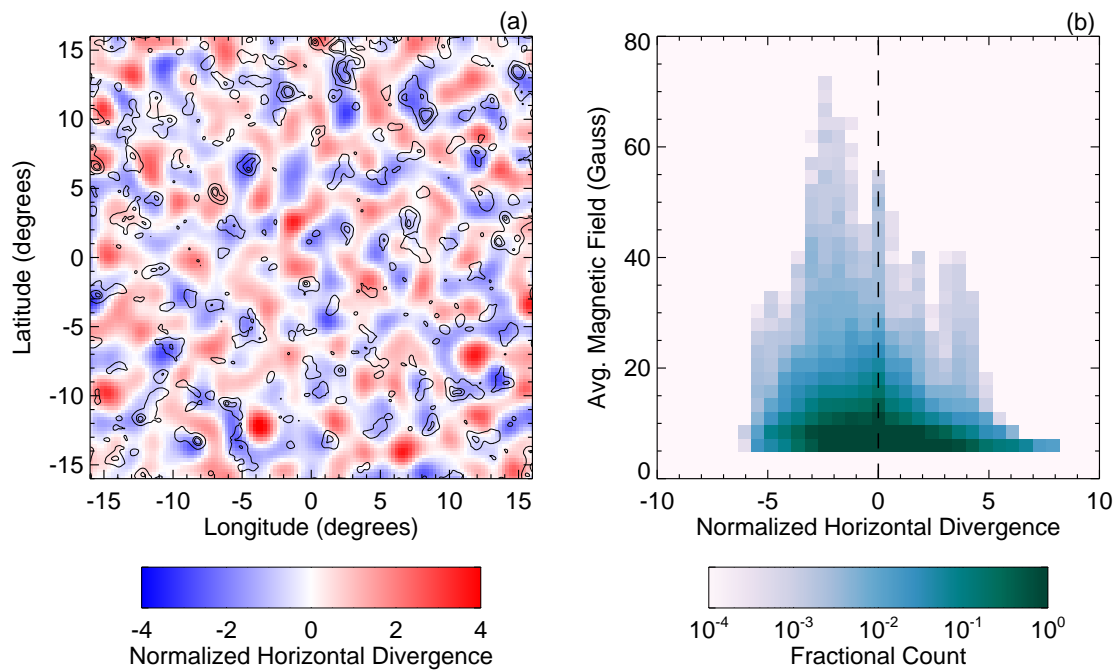 (a)
15
10
5
0
-5
-10
-15
Latitude (degrees)
-15 -10 -5 0 5 10 15
Longitude (degrees)
-4 -2 0 2 4
Normalized Horizontal Divergence
(b)
80
60
40
20
0
Avg. Magnetic Field (Gauss)
-10 -5 0 5 10
Normalized Horizontal Divergence
10⁻⁴ 10⁻³ 10⁻² 10⁻¹ 10⁰
Fractional Count